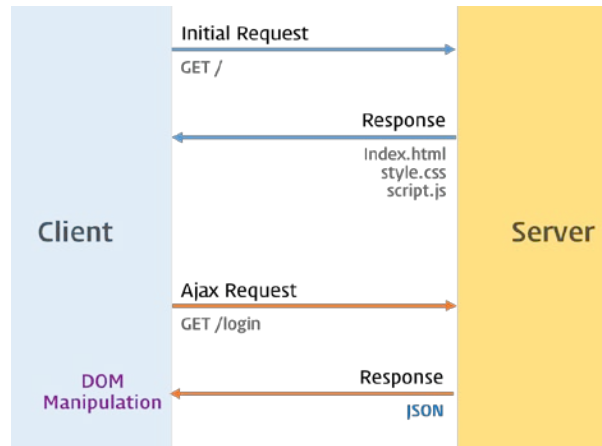 Initial Request
GET /
Response
Index.html
style.css
script.js
Client
Server
Ajax Request
GET /login
Response
JSON
DOM
Manipulation